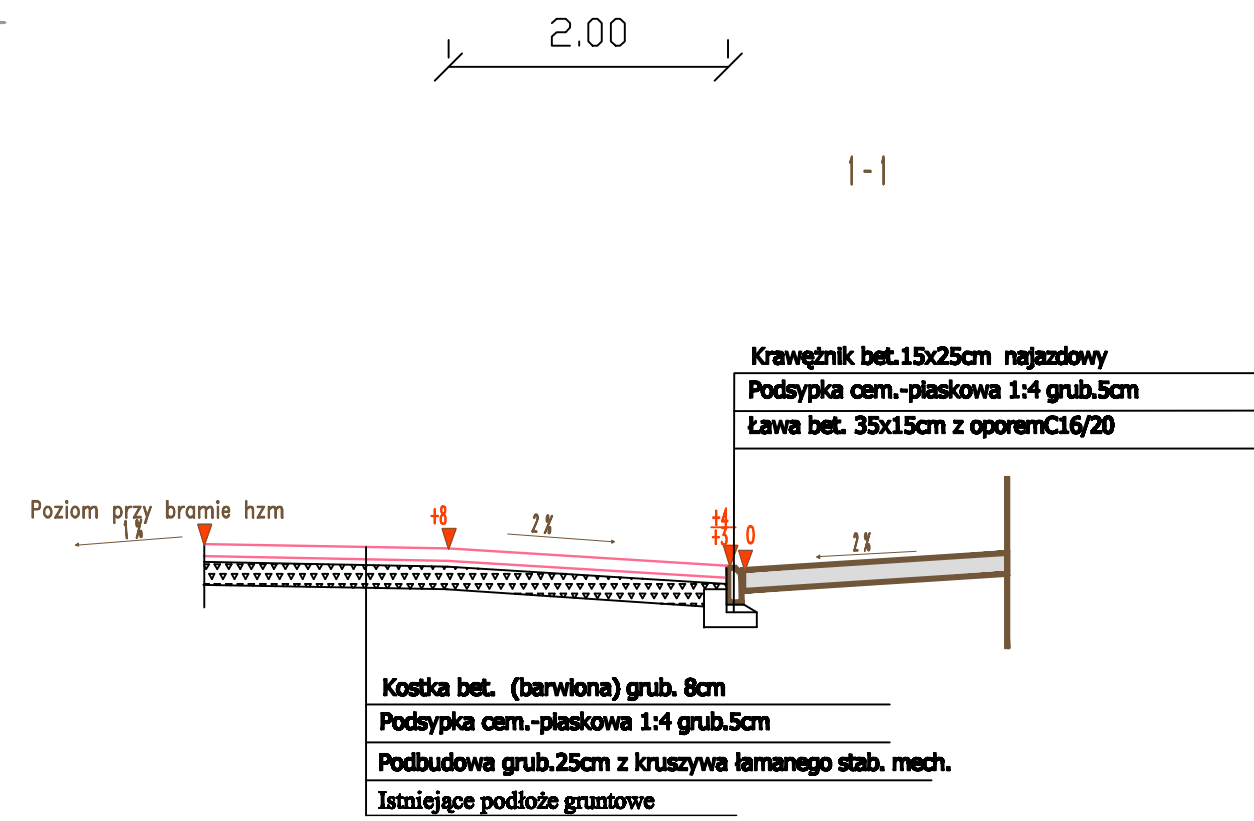 2.00
1-1
Krawężnik bet.15x25cm najazdowy
Podsypka cem.-piaskowa 1:4 grub.5cm
Ława bet. 35x15cm z oporemC16/20
Poziom przy bramie hzm
1%
+8
2%
+4
+3
0
2%
Kostka bet. (barwiona) grub. 8cm
Podsypka cem.-piaskowa 1:4 grub.5cm
Podbudowa grub.25cm z kruszywa łamanego stab. mech.
Istniejące podłoże gruntowe